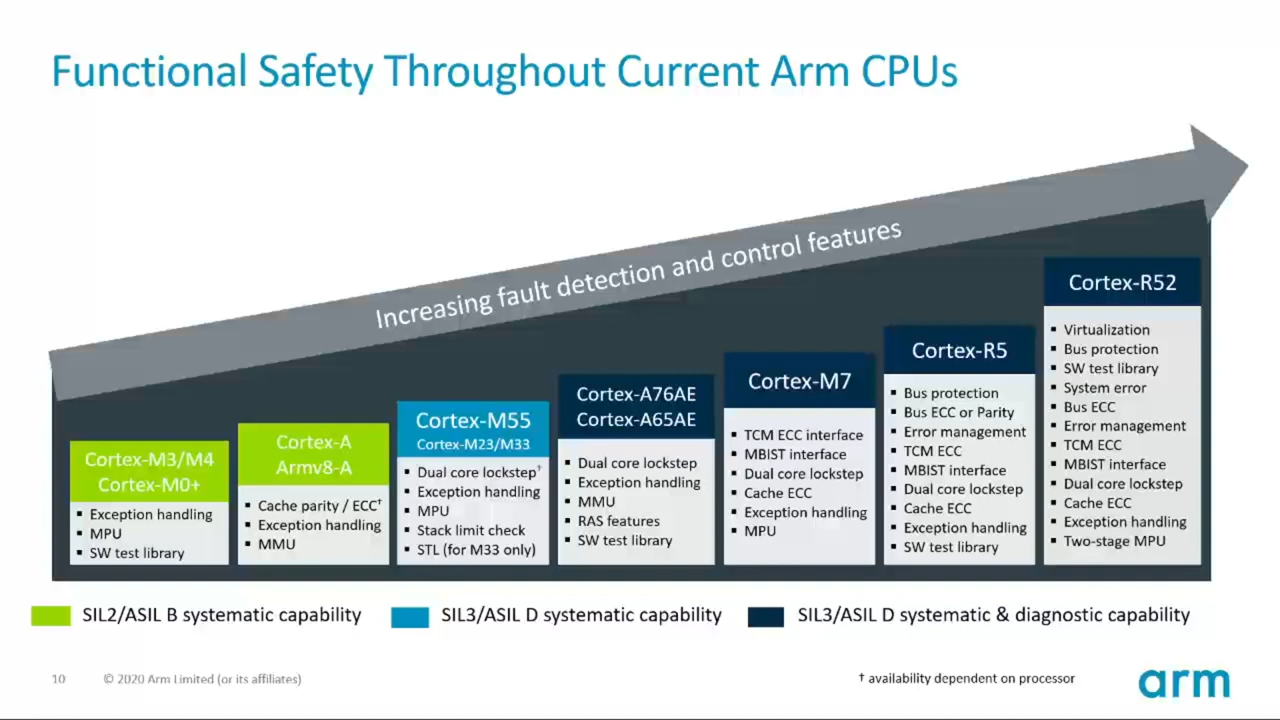 Functional Safety Throughout Current Arm CPUs
Increasing fault detection and control features
Cortex-M3/M4
Cortex-M0+
▪ Exception handling
▪ MPU
▪ SW test library
Cortex-A
Armv8-A
▪ Cache parity / ECC†
▪ Exception handling
▪ MMU
Cortex-M55
Cortex-M23/M33
▪ Dual core lockstep†
▪ Exception handling
▪ MPU
▪ Stack limit check
▪ STL (for M33 only)
Cortex-A76AE
Cortex-A65AE
▪ Dual core lockstep
▪ Exception handling
▪ MMU
▪ RAS features
▪ SW test library
Cortex-M7
▪ TCM ECC interface
▪ MBIST interface
▪ Dual core lockstep
▪ Cache ECC
▪ Exception handling
▪ MPU
Cortex-R5
▪ Bus protection
▪ Bus ECC or Parity
▪ Error management
▪ TCM ECC
▪ MBIST interface
▪ Dual core lockstep
▪ Cache ECC
▪ Exception handling
▪ SW test library
Cortex-R52
▪ Virtualization
▪ Bus protection
▪ SW test library
▪ System error
▪ Bus ECC
▪ Error management
▪ TCM ECC
▪ MBIST interface
▪ Dual core lockstep
▪ Cache ECC
▪ Exception handling
▪ Two-stage MPU
SIL2/ASIL B systematic capability
SIL3/ASIL D systematic capability
SIL3/ASIL D systematic & diagnostic capability
10 © 2020 Arm Limited (or its affiliates)
† availability dependent on processor
arm